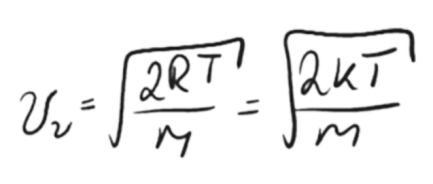 υ₂ = √(2RT/M) = √(2KT/m)